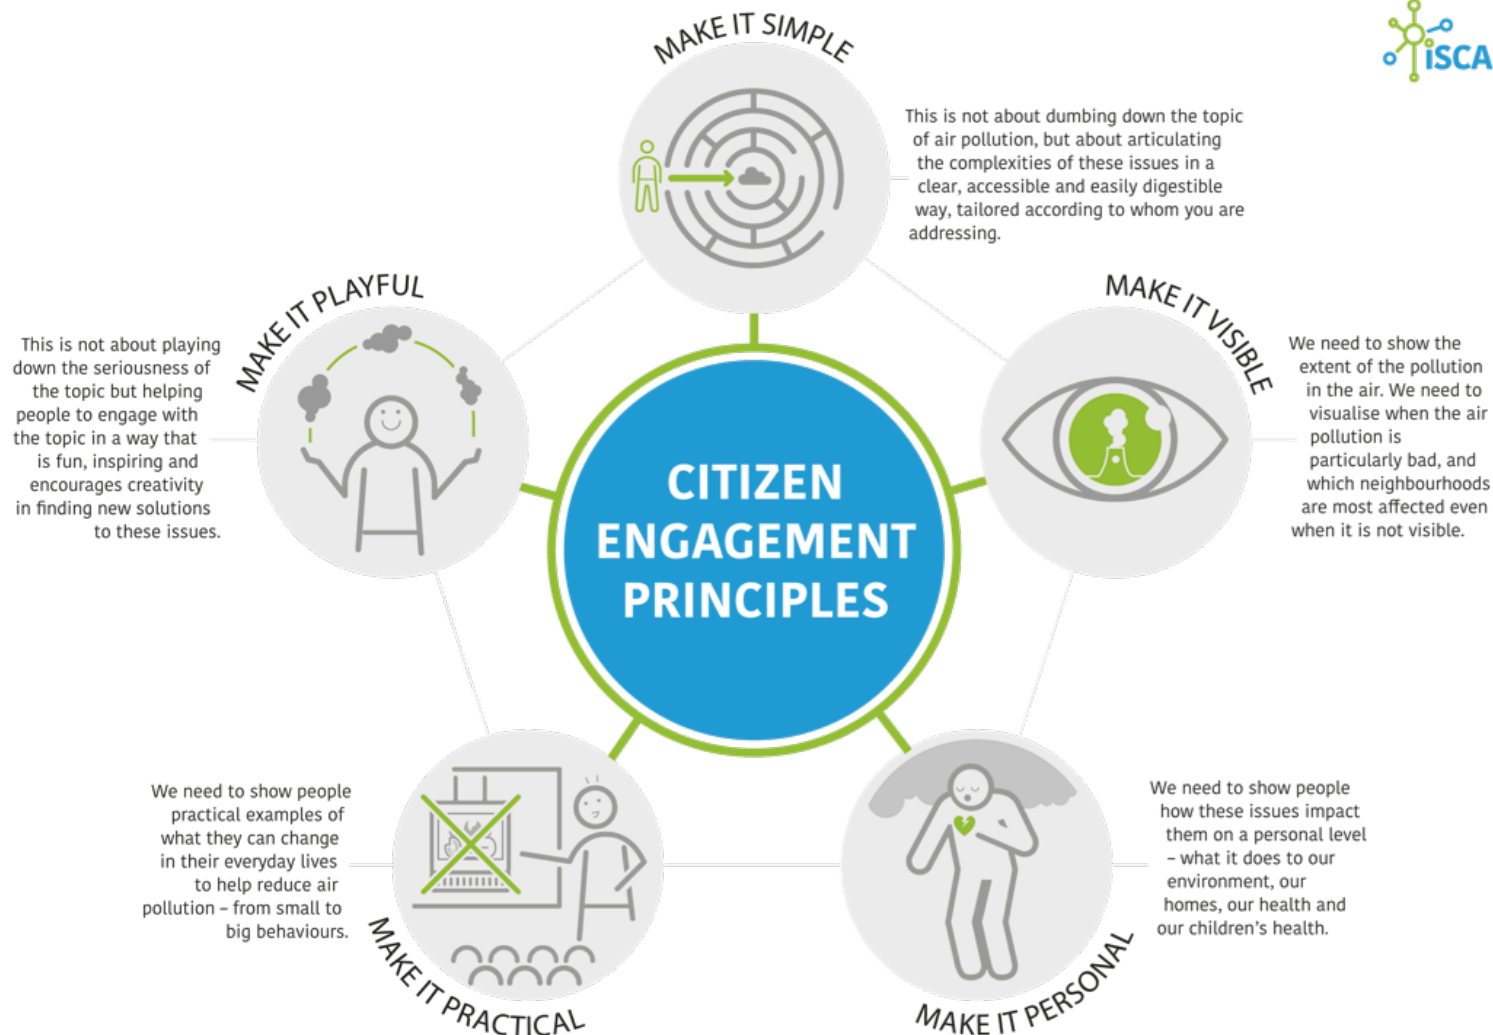 iSCA
MAKE IT SIMPLE
This is not about dumbing down the topic
of air pollution, but about articulating
the complexities of these issues in a
clear, accessible and easily digestible
way, tailored according to whom you are
addressing.
MAKE IT PLAYFUL
This is not about playing
down the seriousness of
the topic but helping
people to engage with
the topic in a way that
is fun, inspiring and
encourages creativity
in finding new solutions
to these issues.
MAKE IT VISIBLE
We need to show the
extent of the pollution
in the air. We need to
visualise when the air
pollution is
particularly bad, and
which neighbourhoods
are most affected even
when it is not visible.
CITIZEN
ENGAGEMENT
PRINCIPLES
We need to show people
practical examples of
what they can change
in their everyday lives
to help reduce air
pollution – from small to
big behaviours.
MAKE IT PRACTICAL
We need to show people
how these issues impact
them on a personal level
– what it does to our
environment, our
homes, our health and
our children's health.
MAKE IT PERSONAL